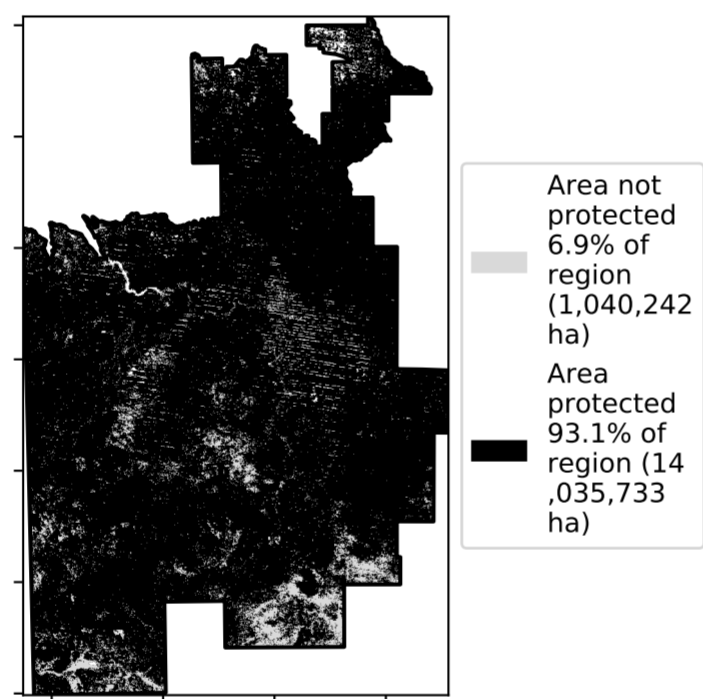 Area not
protected
6.9% of
region
(1,040,242
ha)
Area
protected
93.1% of
region (14
,035,733
ha)